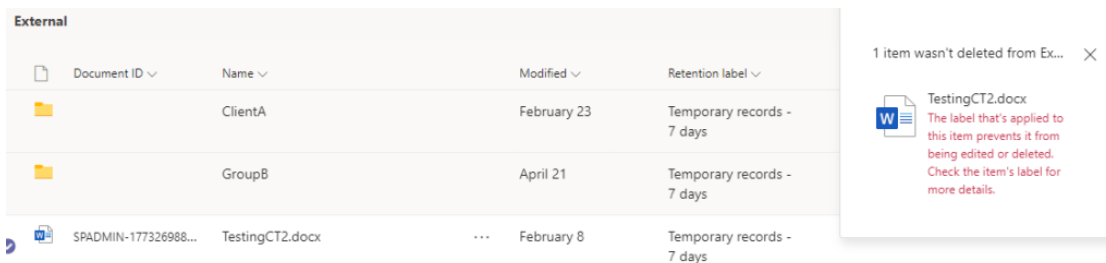 External
Document ID Name Modified Retention label
ClientA February 23 Temporary records -
7 days
GroupB April 21 Temporary records -
7 days
SPADMIN-177326988... TestingCT2.docx ... February 8 Temporary records -
7 days
1 item wasn't deleted from Ex...
TestingCT2.docx
The label that's applied to
this item prevents it from
being edited or deleted.
Check the item's label for
more details.